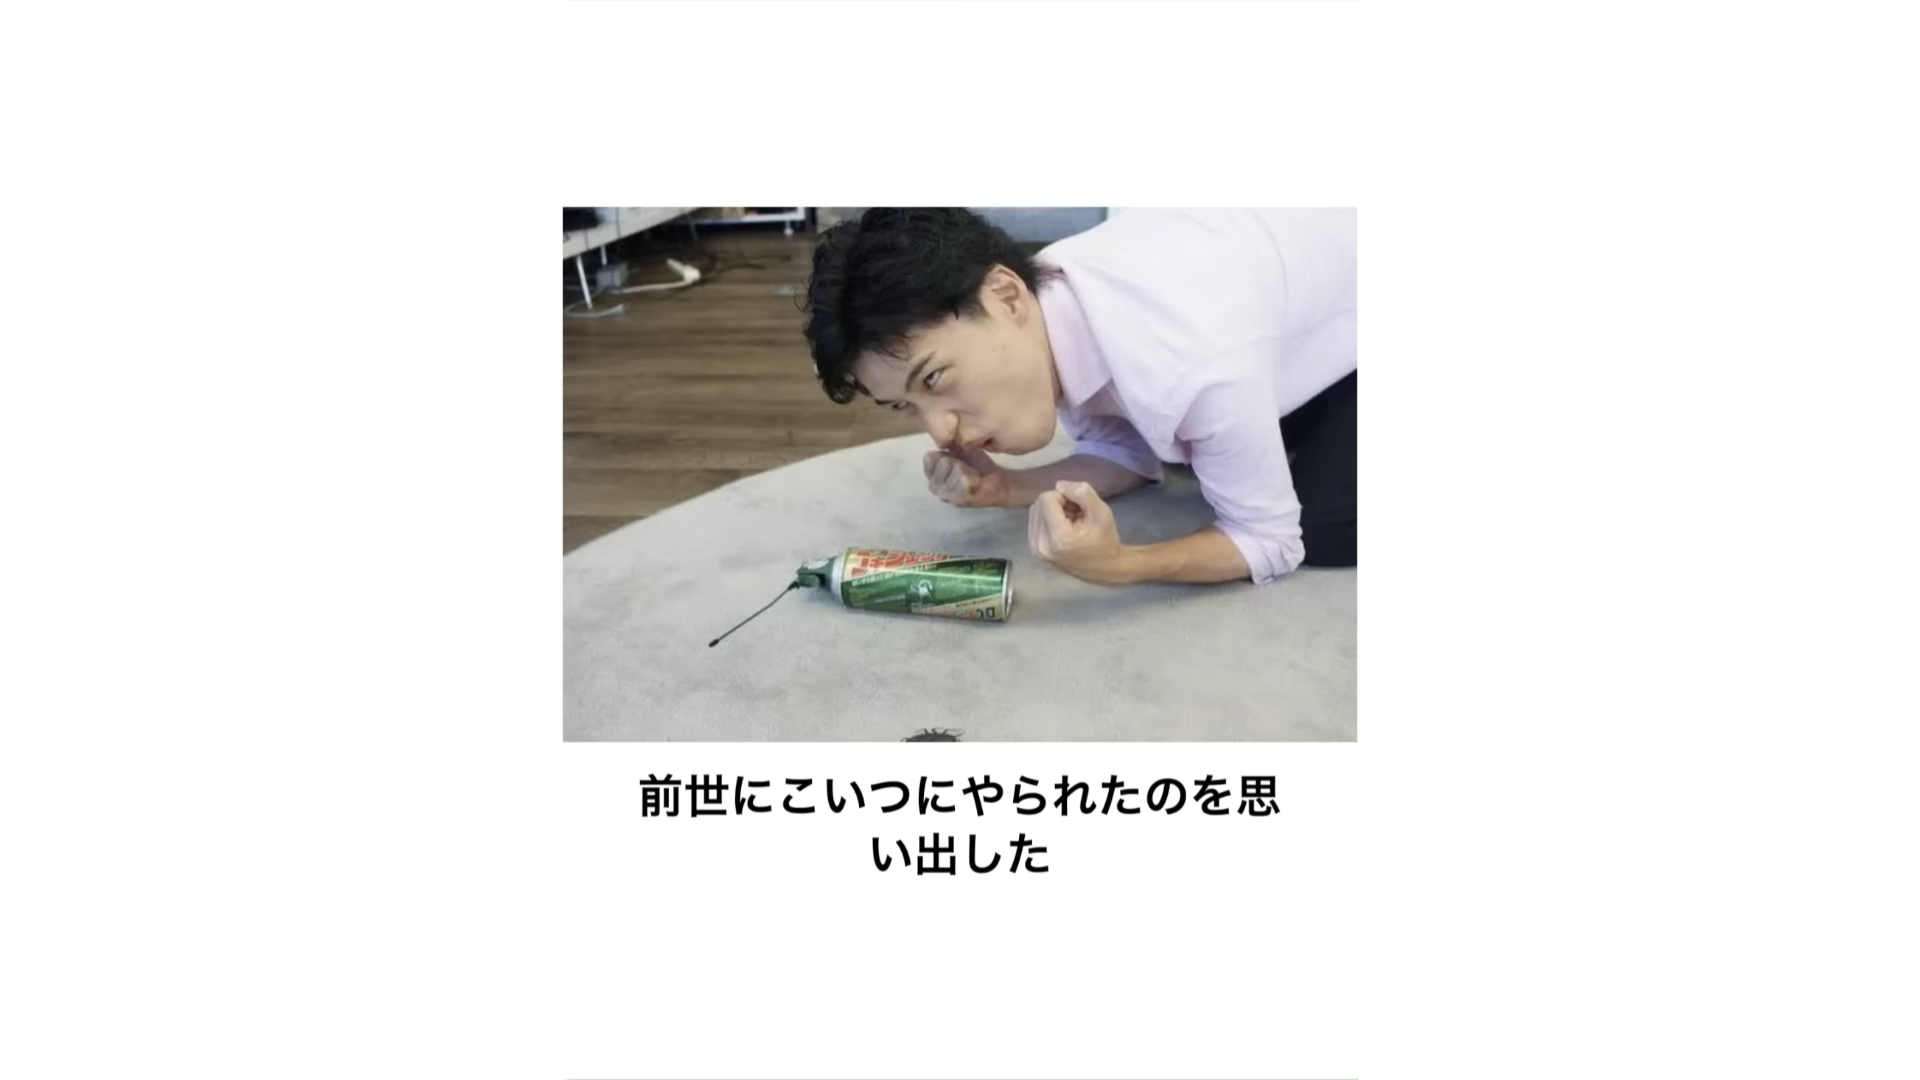 前世にこいつにやられたのを思
い出した